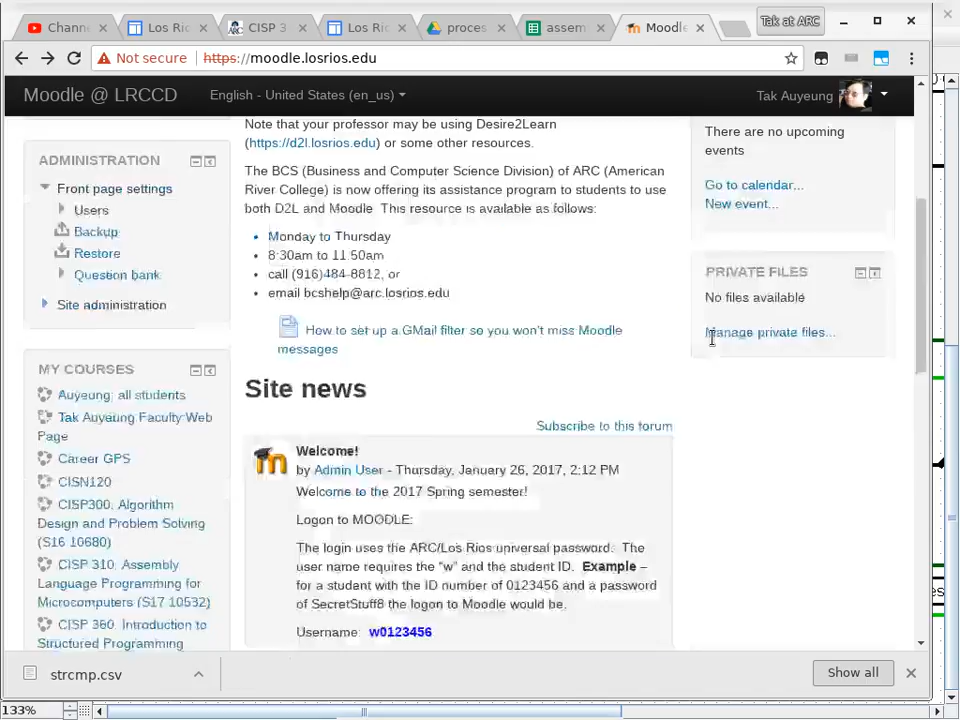 Channe
Los Rio
CISP 3
Los Rio
proces
assem
Moodle
Tak at ARC
Not secure
https://moodle.losrios.edu
Moodle @ LRCCD
English - United States (en_us)
Tak Auyeung
ADMINISTRATION
Front page settings
Users
Backup
Restore
Question bank
Site administration
MY COURSES
Auyeung: all students
Tak Auyeung Faculty Web
Page
Career GPS
CISN120
CISP300: Algorithm
Design and Problem Solving
(S16 10680)
CISP 310: Assembly
Language Programming for
Microcomputers (S17 10532)
CISP 360: Introduction to
Structured Programming
Note that your professor may be using Desire2Learn
(https://d2l.losrios.edu) or some other resources.
The BCS (Business and Computer Science Division) of ARC (American
River College) is now offering its assistance program to students to use
both D2L and Moodle  This resource is available as follows:
Monday to Thursday
8:30am to 11:50am
call (916) 484-8812, or
email bcshelp@arc.losrios.edu
How to set up a GMail filter so you won't miss Moodle
messages
Site news
Subscribe to this forum
Welcome!
by Admin User - Thursday, January 26, 2017, 2:12 PM
Welcome to the 2017 Spring semester!
Logon to MOODLE:
The login uses the ARC/Los Rios universal password.  The
user name requires the "w" and the student ID.  Example –
for a student with the ID number of 0123456 and a password
of SecretStuff8 the logon to Moodle would be.
Username:  w0123456
There are no upcoming
events
Go to calendar...
New event...
PRIVATE FILES
No files available
Manage private files...
strcmp.csv
Show all
133%